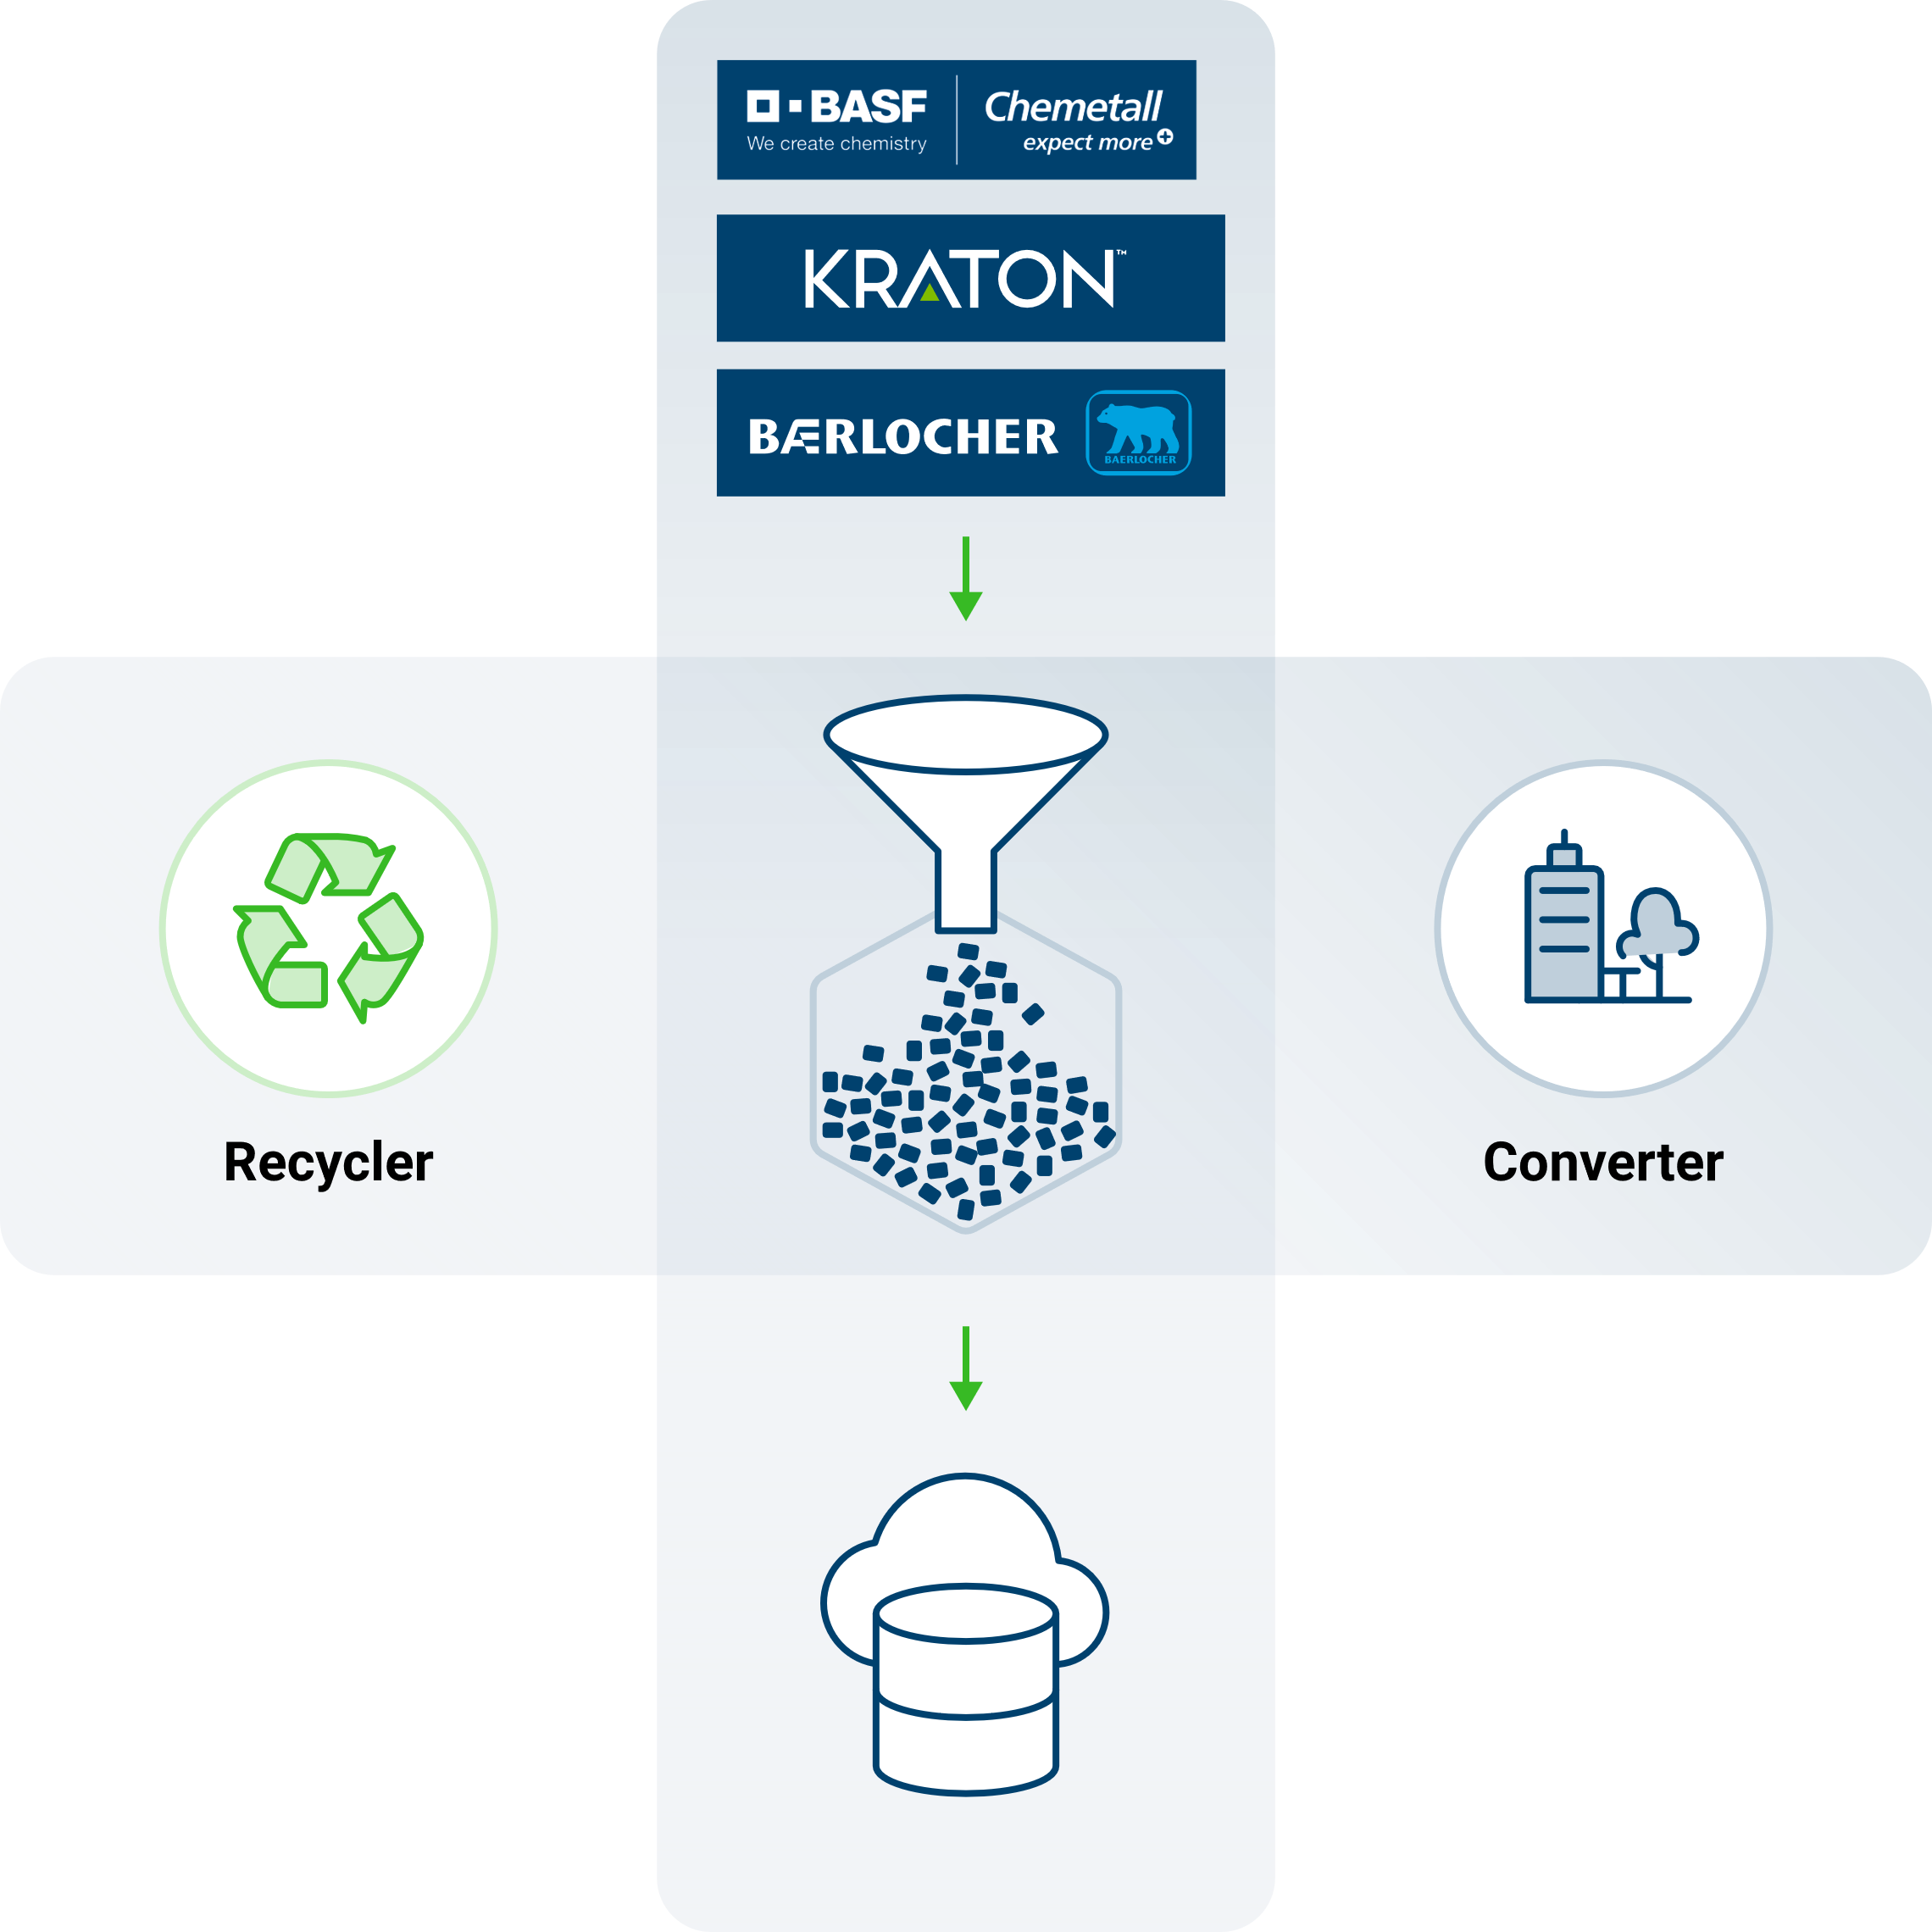 BASF
We create chemistry
Chemetall
expect more+
KRATON™
BÆRLOCHER
BAERLOCHER
Recycler
Converter